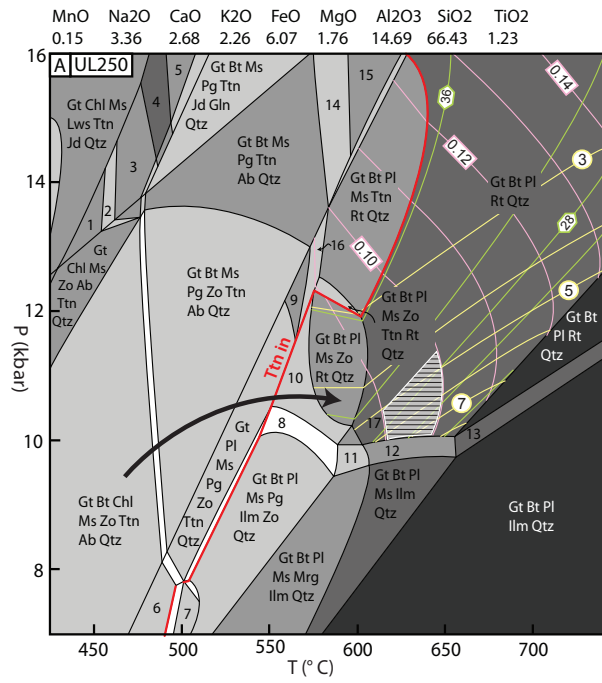 MnO Na2O CaO K2O FeO MgO Al2O3 SiO2 TiO2
0.15 3.36 2.68 2.26 6.07 1.76 14.69 66.43 1.23
A UL250
16
14
12
10
8
P (kbar)
450 500 550 600 650 700
T (° C)
Gt Chl Ms
Lws Ttn
Jd Qtz
4
5
Gt Bt Ms
Pg Ttn
Jd Gln
Qtz
14
15
36
0.14
0.12
3
3
2
1
Gt Bt Ms
Pg Ttn
Ab Qtz
Gt Bt Pl
Ms Ttn
Rt Qtz
Gt Bt Pl
Rt Qtz
28
16
0.10
5
Gt
Chl Ms
Zo Ab
Ttn
Qtz
Gt Bt Ms
Pg Zo Ttn
Ab Qtz
9
Gt Bt Pl
Ms Zo
Ttn Rt
Qtz
Gt Bt
Pl Rt
Qtz
Ttn in
Gt Bt Pl
Ms Zo
Rt Qtz
10
7
17
8
11
12
13
Gt
Pl
Ms
Pg
Zo
Ttn
Qtz
Gt Bt Chl
Ms Zo Ttn
Ab Qtz
Gt Bt Pl
Ms Pg
Ilm Zo
Qtz
Gt Bt Pl
Ms Ilm
Qtz
Gt Bt Pl
Ilm Qtz
Gt Bt Pl
Ms Mrg
Ilm Qtz
6
7